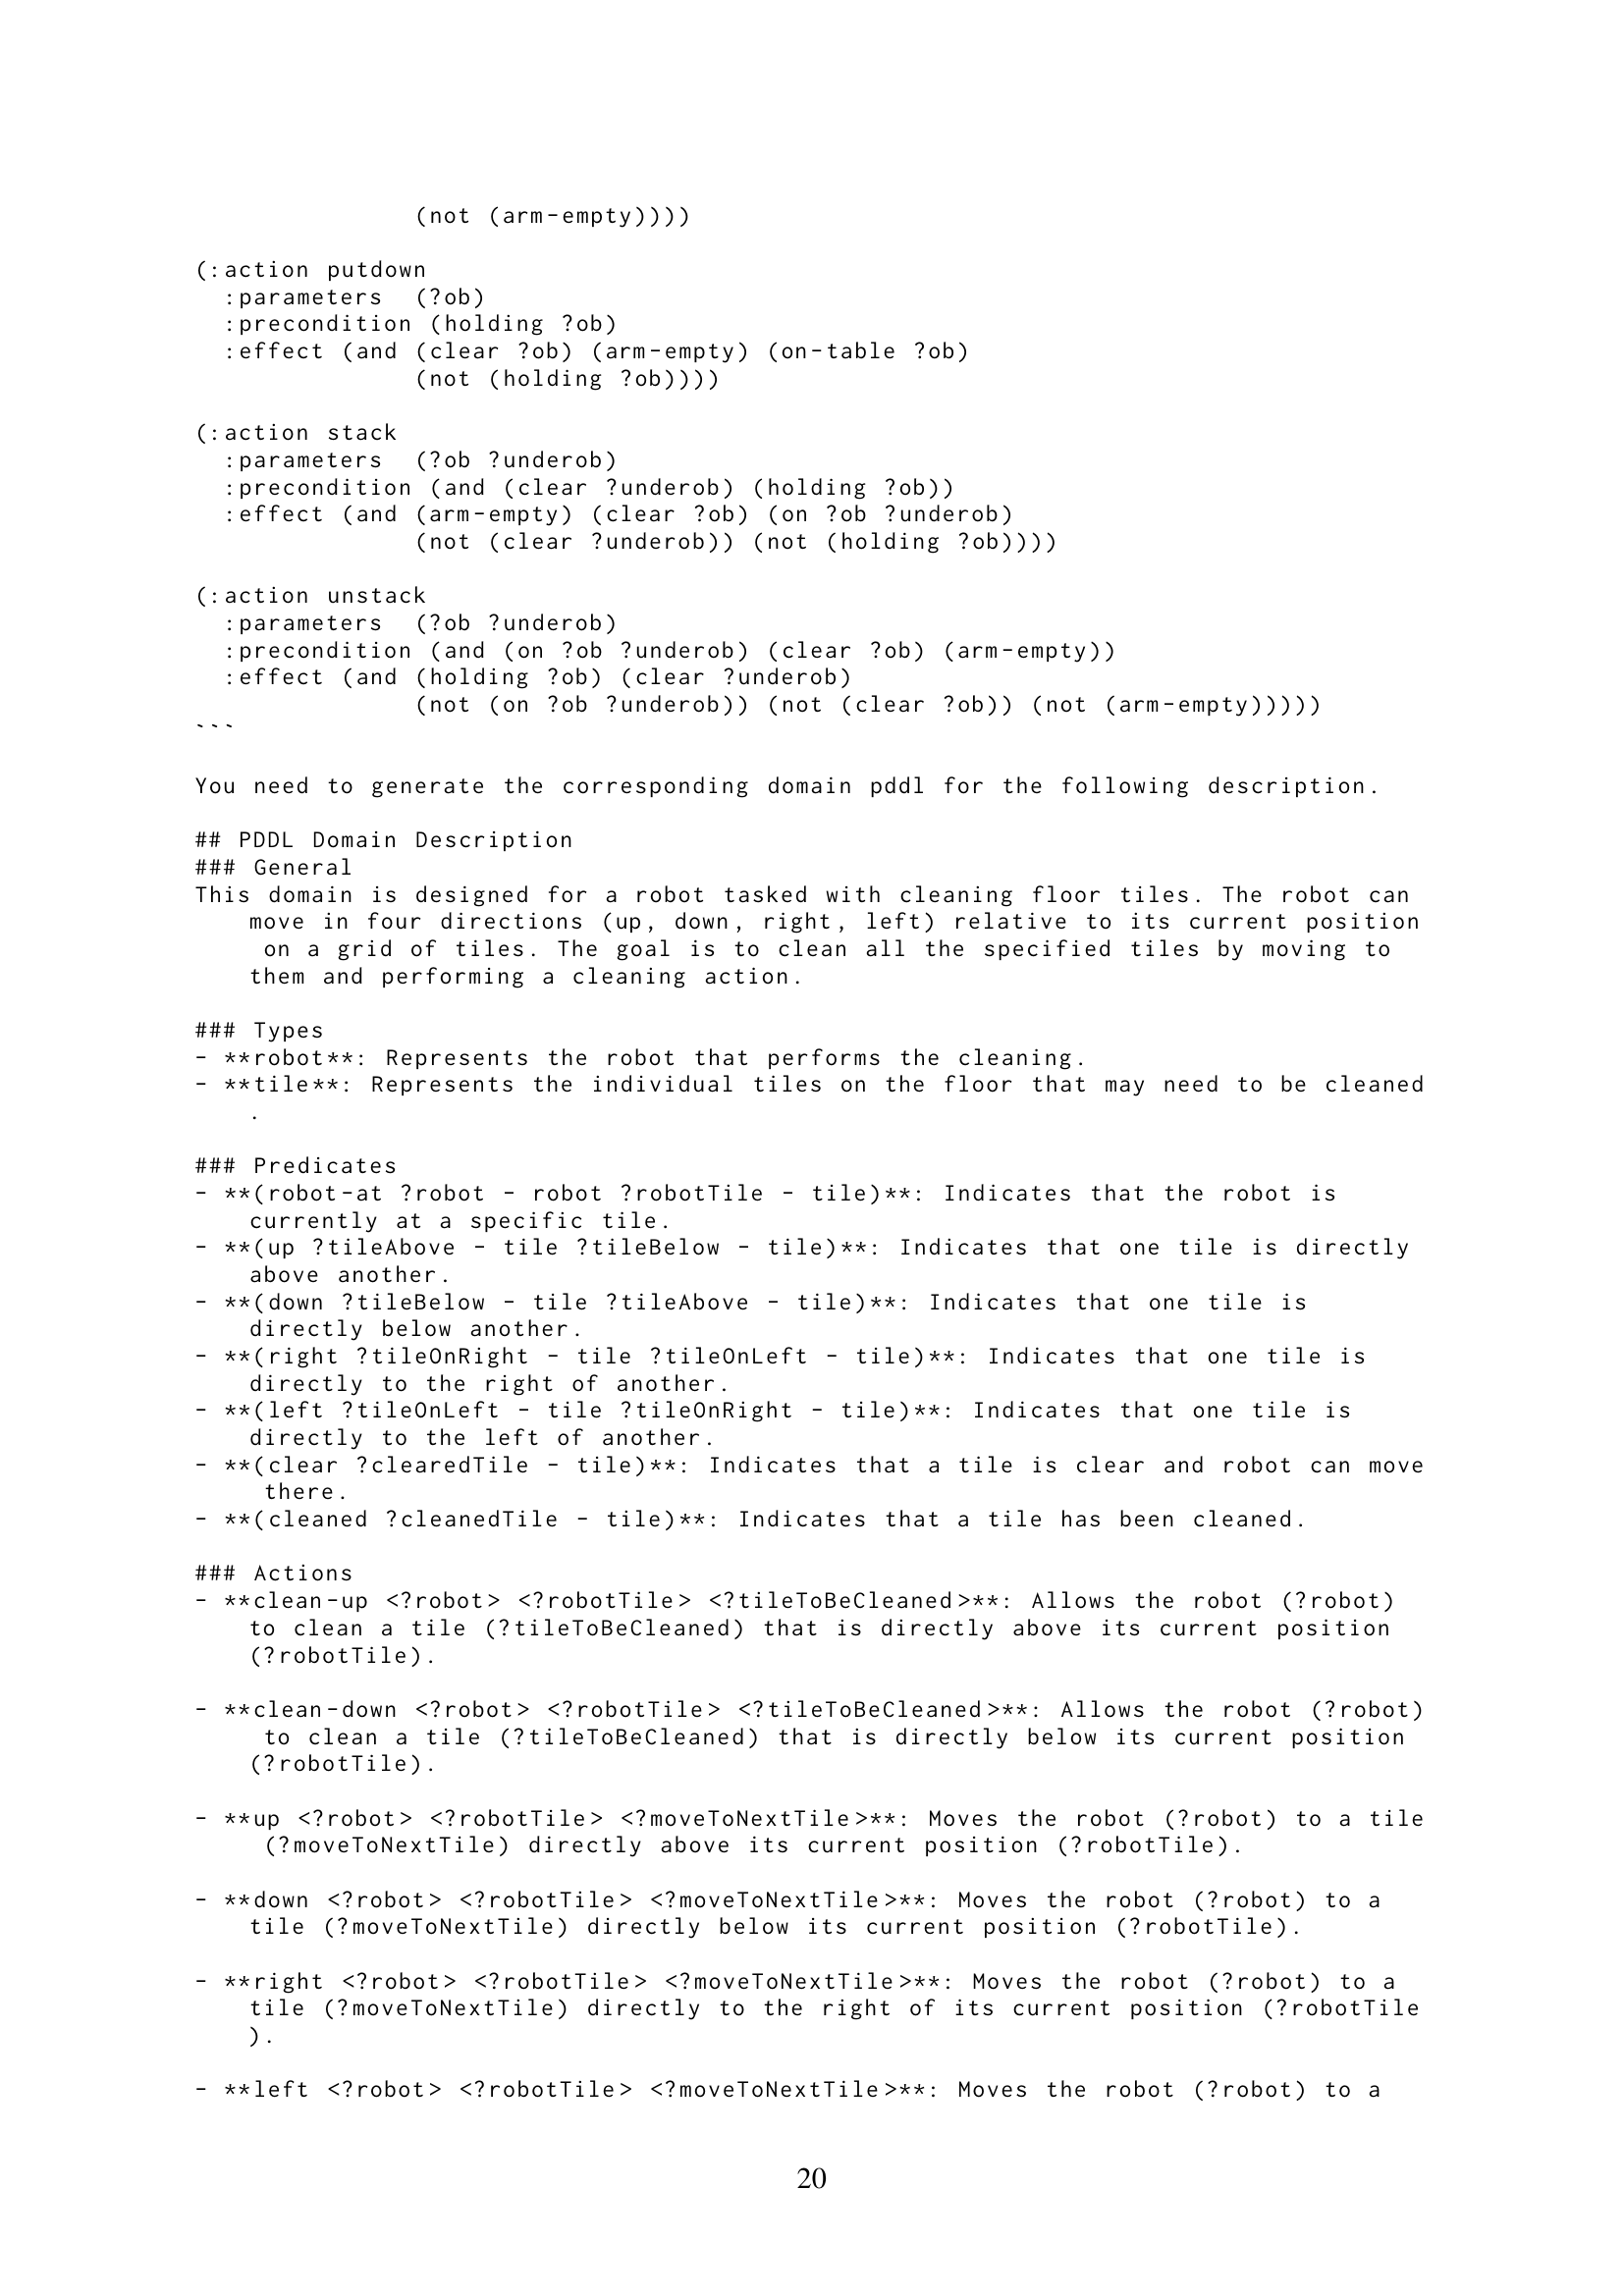 (not (arm-empty))))
(:action putdown
:parameters (?ob)
:precondition (holding ?ob)
:effect (and (clear ?ob) (arm-empty) (on-table ?ob)
(not (holding ?ob))))
(:action stack
:parameters (?ob ?underob)
:precondition (and (clear ?underob) (holding ?ob))
:effect (and (arm-empty) (clear ?ob) (on ?ob ?underob)
(not (clear ?underob)) (not (holding ?ob))))
(:action unstack
:parameters (?ob ?underob)
:precondition (and (on ?ob ?underob) (clear ?ob) (arm-empty))
:effect (and (holding ?ob) (clear ?underob)
(not (on ?ob ?underob)) (not (clear ?ob)) (not (arm-empty)))))
```
You need to generate the corresponding domain pddl for the following description.
## PDDL Domain Description
### General
This domain is designed for a robot tasked with cleaning floor tiles. The robot can
move in four directions (up, down, right, left) relative to its current position
on a grid of tiles. The goal is to clean all the specified tiles by moving to
them and performing a cleaning action.
### Types
- **robot**: Represents the robot that performs the cleaning.
- **tile**: Represents the individual tiles on the floor that may need to be cleaned
.
### Predicates
- **(robot-at ?robot - robot ?robotTile - tile)**: Indicates that the robot is
currently at a specific tile.
- **(up ?tileAbove - tile ?tileBelow - tile)**: Indicates that one tile is directly
above another.
- **(down ?tileBelow - tile ?tileAbove - tile)**: Indicates that one tile is
directly below another.
- **(right ?tileOnRight - tile ?tileOnLeft - tile)**: Indicates that one tile is
directly to the right of another.
- **(left ?tileOnLeft - tile ?tileOnRight - tile)**: Indicates that one tile is
directly to the left of another.
- **(clear ?clearedTile - tile)**: Indicates that a tile is clear and robot can move
there.
- **(cleaned ?cleanedTile - tile)**: Indicates that a tile has been cleaned.
### Actions
- **clean-up <?robot> <?robotTile> <?tileToBeCleaned>**: Allows the robot (?robot)
to clean a tile (?tileToBeCleaned) that is directly above its current position
(?robotTile).
- **clean-down <?robot> <?robotTile> <?tileToBeCleaned>**: Allows the robot (?robot)
to clean a tile (?tileToBeCleaned) that is directly below its current position
(?robotTile).
- **up <?robot> <?robotTile> <?moveToNextTile>**: Moves the robot (?robot) to a tile
(?moveToNextTile) directly above its current position (?robotTile).
- **down <?robot> <?robotTile> <?moveToNextTile>**: Moves the robot (?robot) to a
tile (?moveToNextTile) directly below its current position (?robotTile).
- **right <?robot> <?robotTile> <?moveToNextTile>**: Moves the robot (?robot) to a
tile (?moveToNextTile) directly to the right of its current position (?robotTile
).
- **left <?robot> <?robotTile> <?moveToNextTile>**: Moves the robot (?robot) to a
20